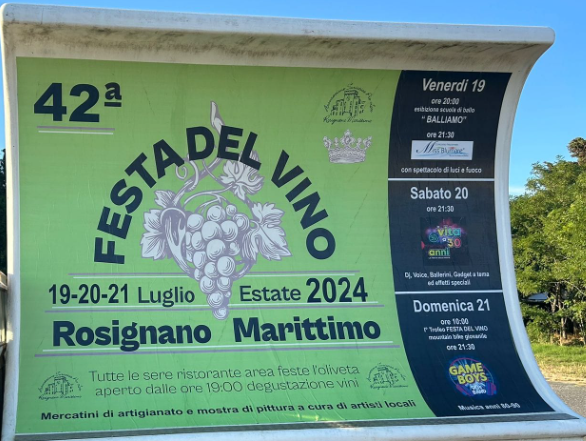 42ª
FESTA DEL VINO
19-20-21 Luglio Estate 2024
Rosignano Marittimo
Tutte le sere ristorante area feste l'oliveta
aperto dalle ore 19:00 degustazione vini
Mercatini di artigianato e mostra di pittura a cura di artisti locali
Venerdì 19
ore 20:00
esibizione scuola di ballo
" BALLIAMO"
ore 21:30
con spettacolo di luci e fuoco
Sabato 20
ore 21:30
vita
30
anni
Dj, Voice, Ballerini, Gadget a tema
ed effetti speciali
Domenica 21
ore 10:00
I° Trofeo FESTA DEL VINO
mountain bike giovanile
ore 21:30
GAME
BOYS
Musica anni 80-90